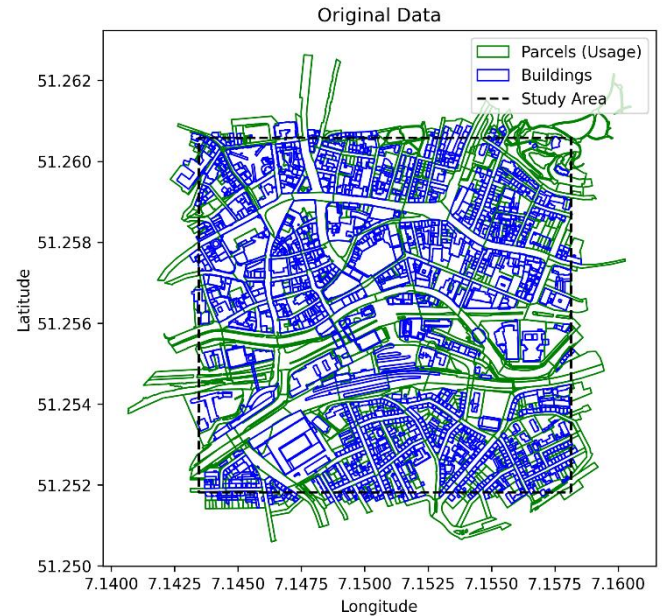 Original Data
Parcels (Usage)
Buildings
Study Area
51.262
51.260
51.258
51.256
51.254
51.252
51.250
Latitude
7.1400 7.1425 7.1450 7.1475 7.1500 7.1525 7.1550 7.1575 7.1600
Longitude